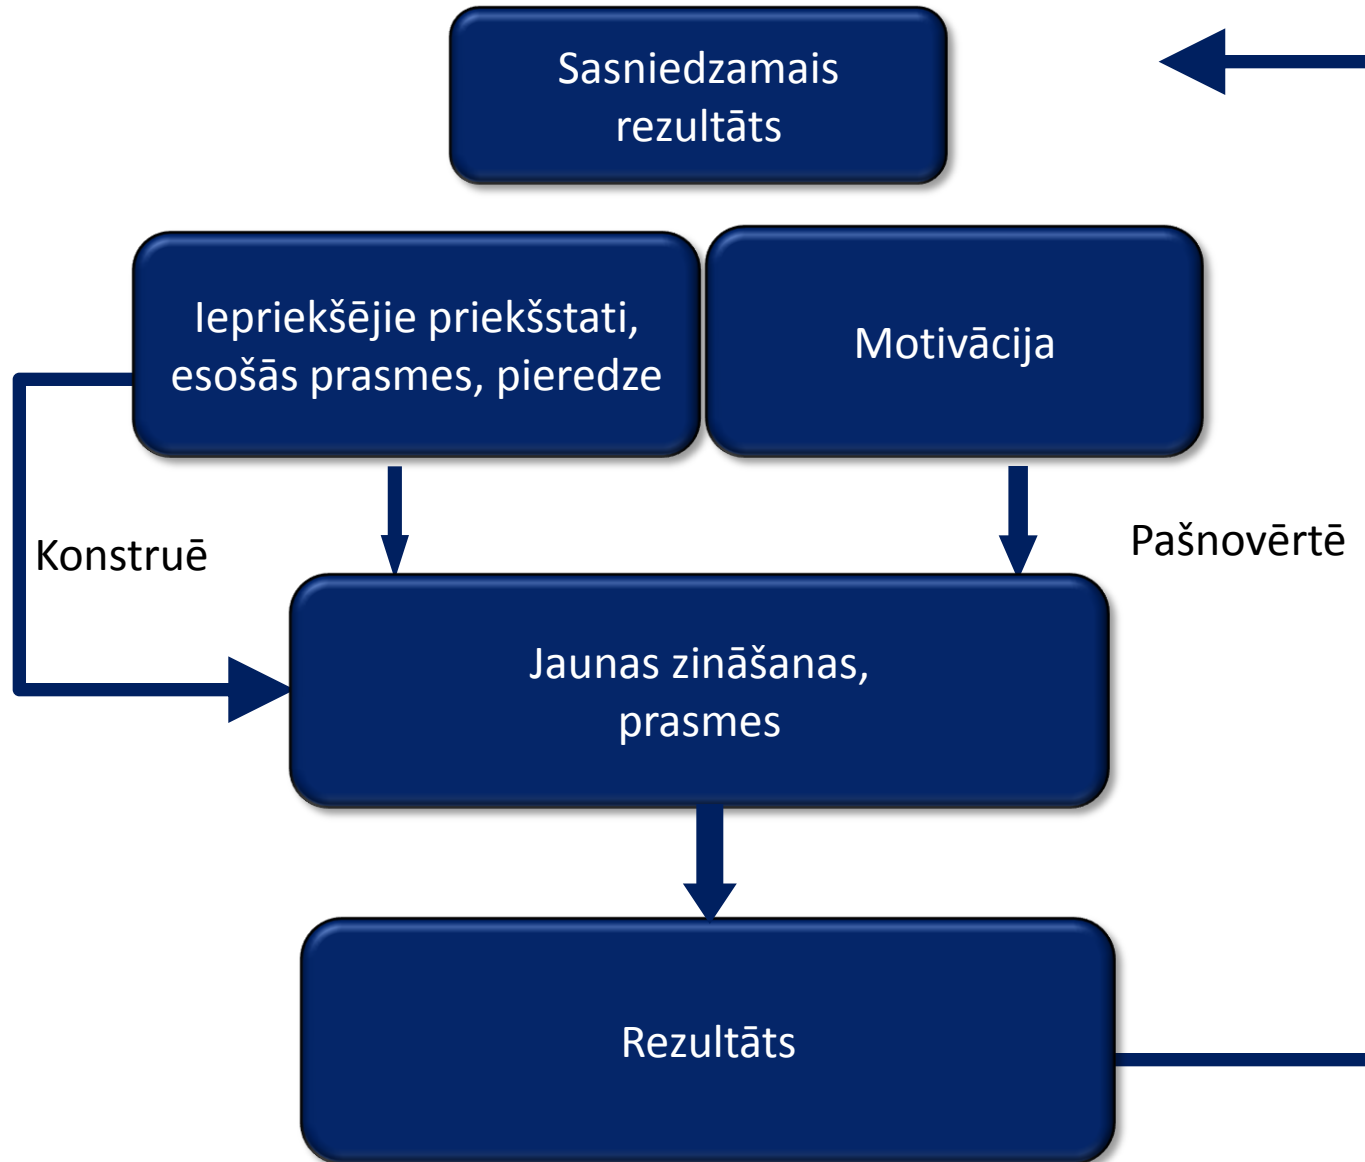 Sasniedzamais
rezultāts
Iepriekšējie priekšstati,
esošās prasmes, pieredze
Motivācija
Konstruē
Pašnovērtē
Jaunas zināšanas,
prasmes
Rezultāts